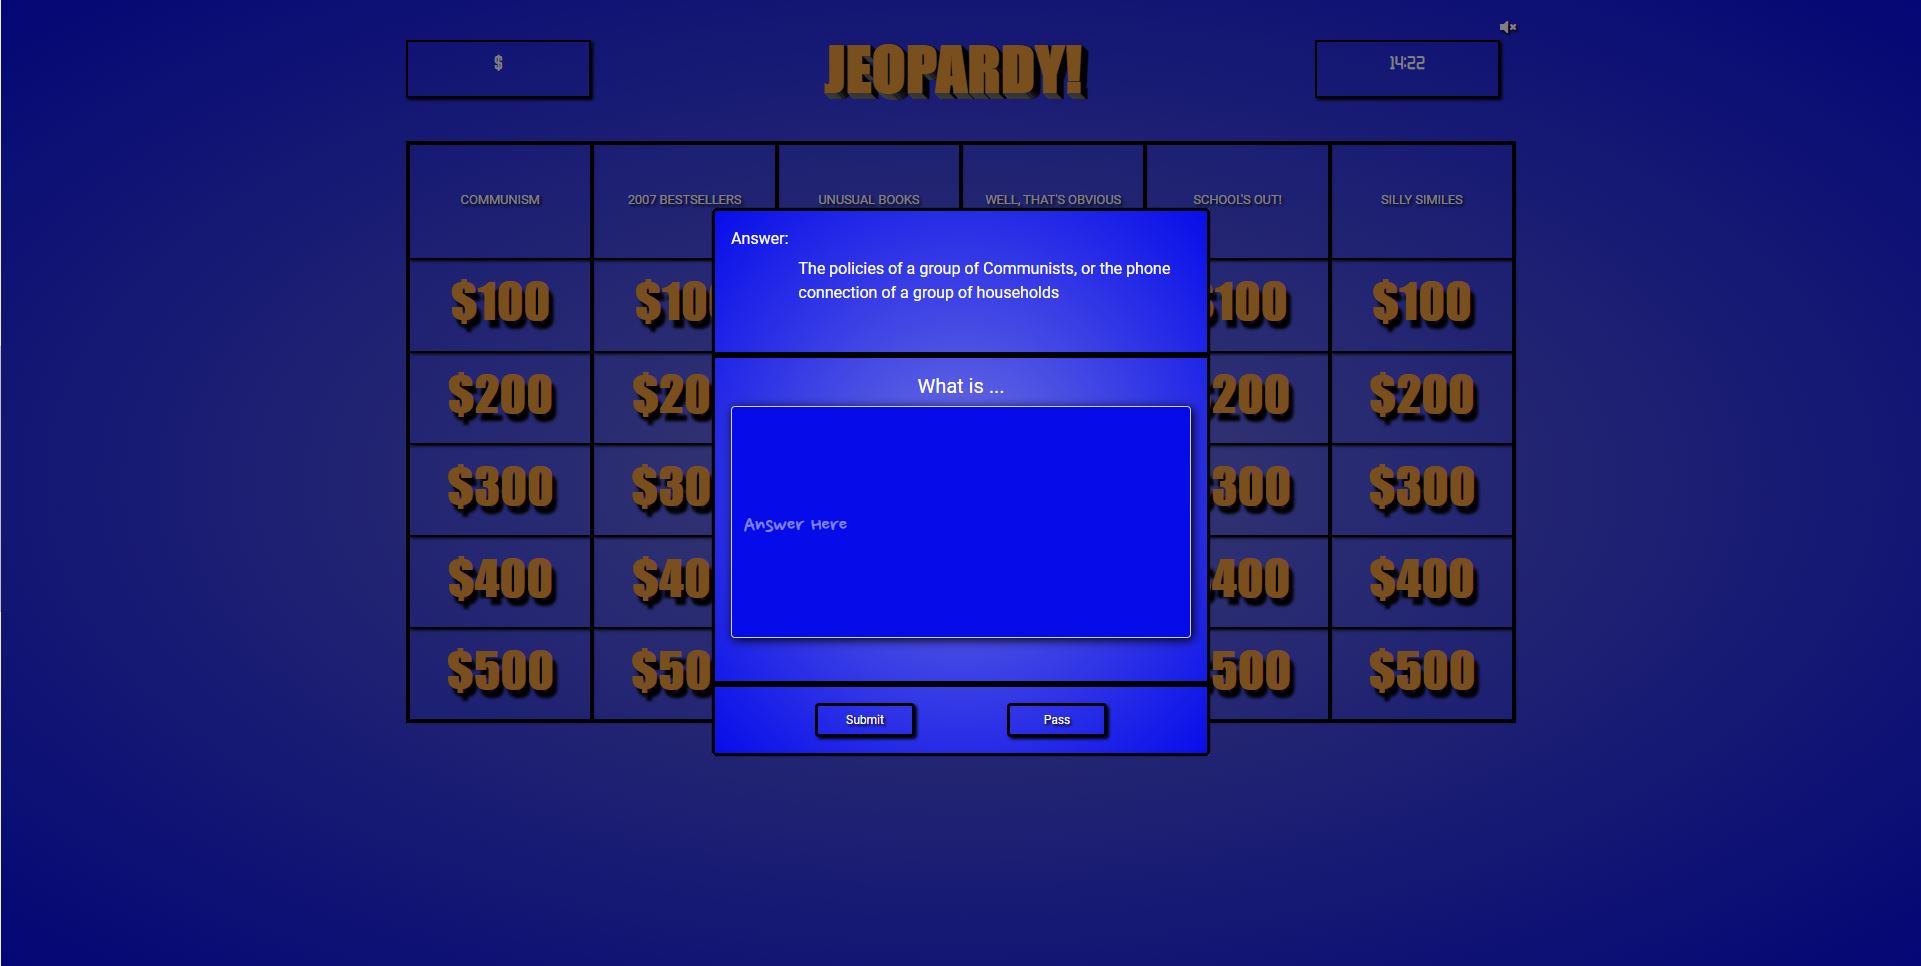 $
JEOPARDY!
14:22
COMMUNISM
2007 BESTSELLERS
UNUSUAL BOOKS
WELL, THAT'S OBVIOUS
SCHOOL'S OUT!
SILLY SIMILES
Answer:
The policies of a group of Communists, or the phone
connection of a group of households
What is ...
Answer Here
Submit
Pass
$100
$100
$100
$200
$200
$200
$300
$300
$300
$400
$400
$400
$500
$500
$500